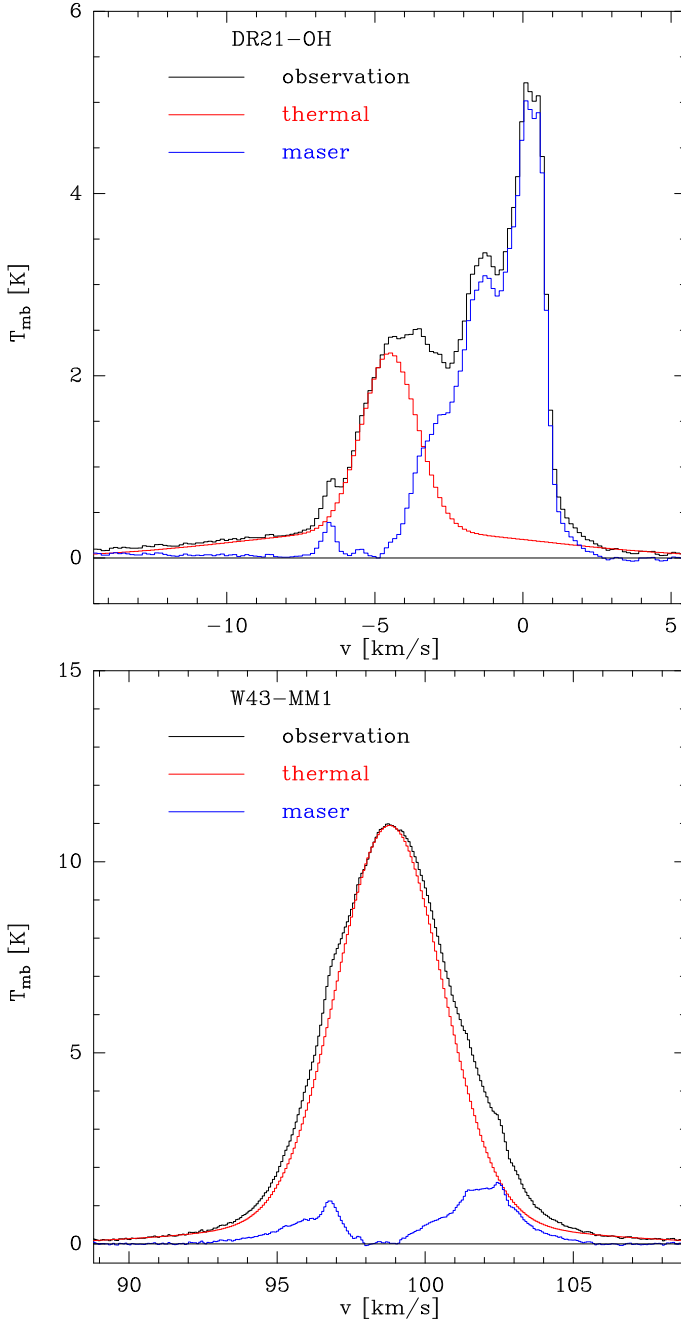 6
DR21-OH
observation
thermal
maser
4
T_mb [K]
2
0
-10 -5 0 5
v [km/s]
15
W43-MM1
observation
thermal
maser
10
T_mb [K]
5
0
90 95 100 105
v [km/s]